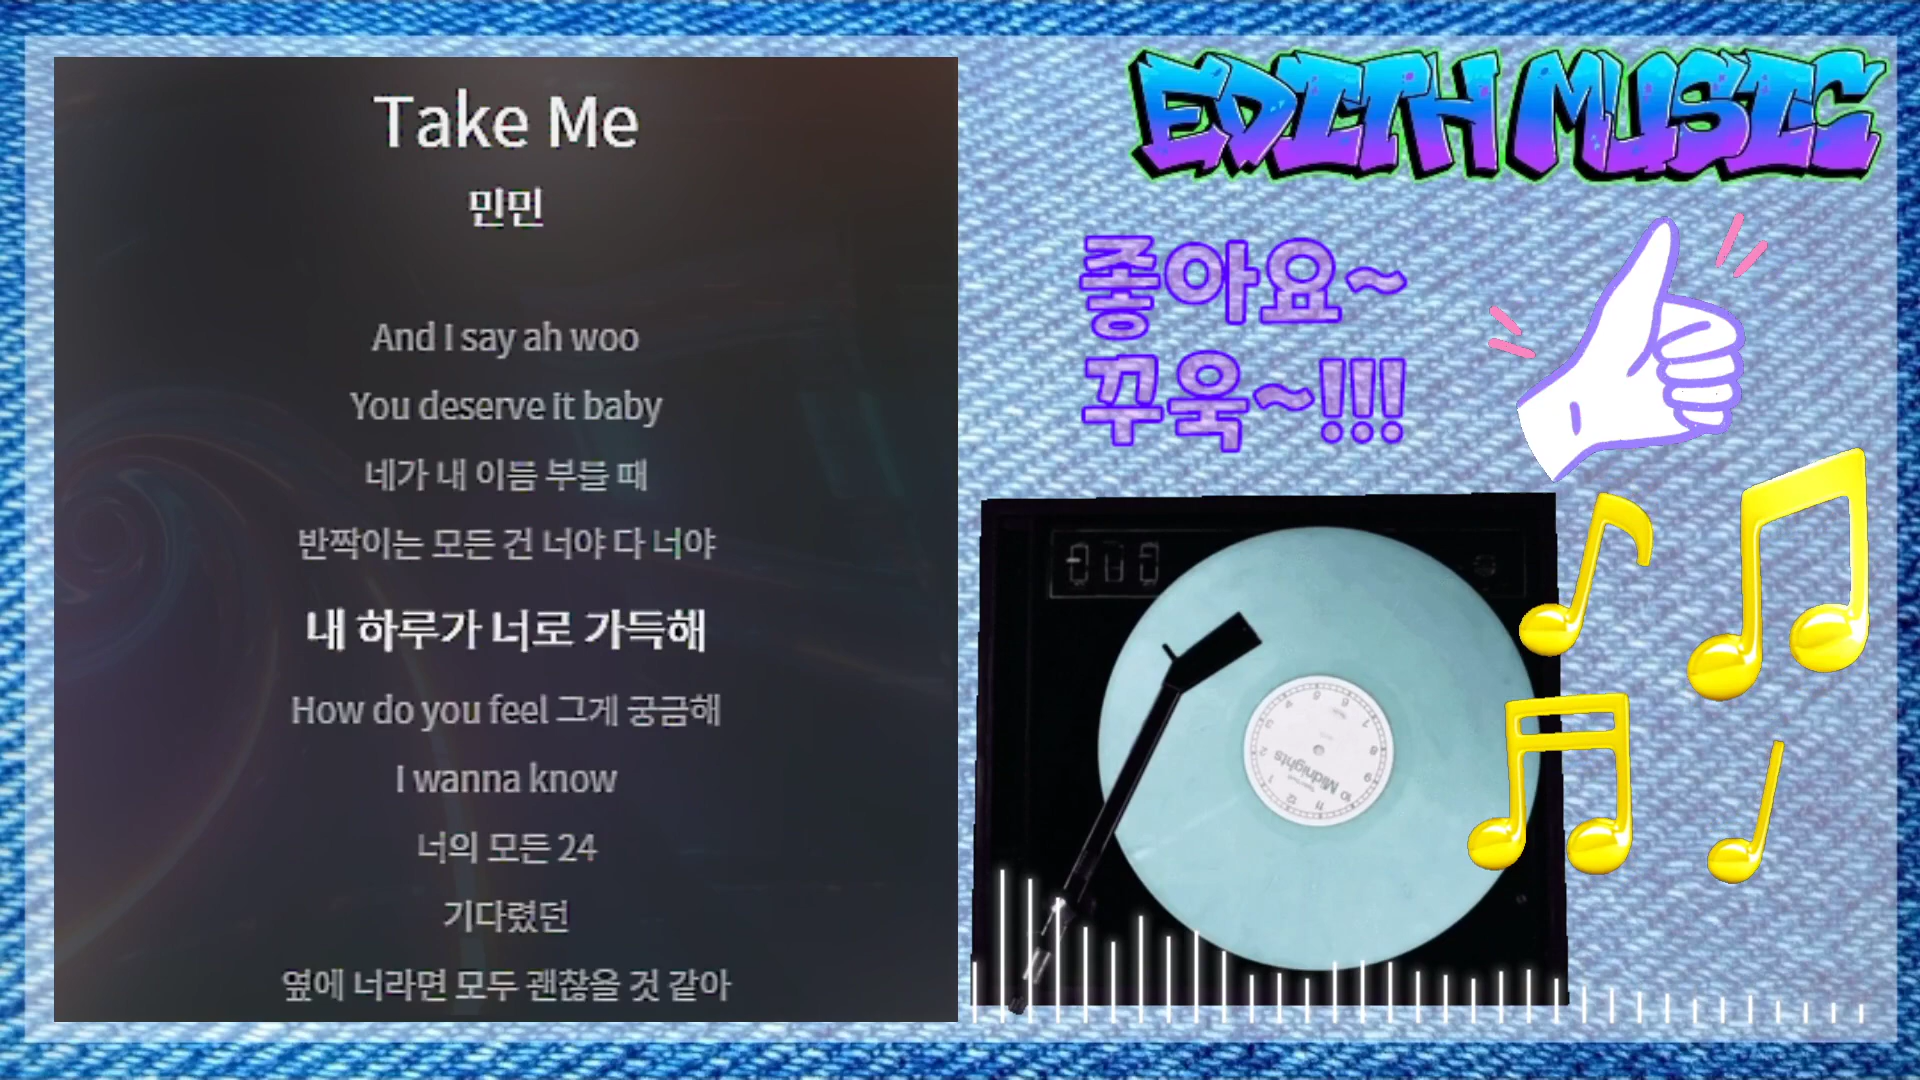 Take Me
민민
And I say ah woo
You deserve it baby
네가 내 이름 부를 때
반짝이는 모든 건 너야 다 너야
내 하루가 너로 가득해
How do you feel 그게 궁금해
I wanna know
너의 모든 24
기다렸던
옆에 너라면 모두 괜찮을 것 같아
EDITH MUSIC
좋아요~
꾸욱~!!!
Midnights